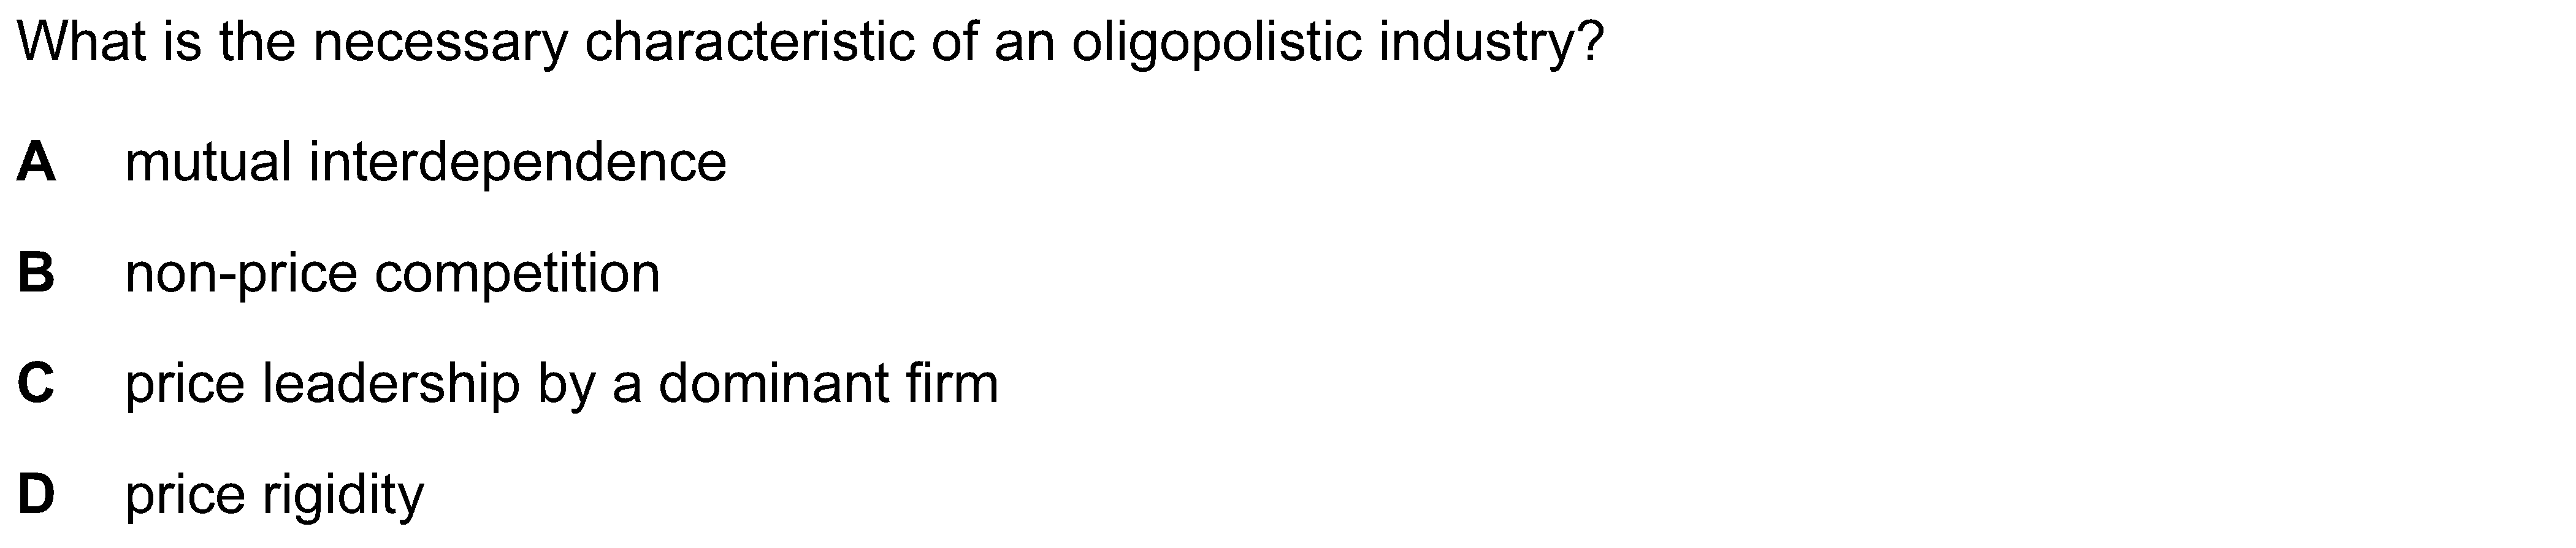 What is the necessary characteristic of an oligopolistic industry?
A mutual interdependence
B non-price competition
C price leadership by a dominant firm
D price rigidity